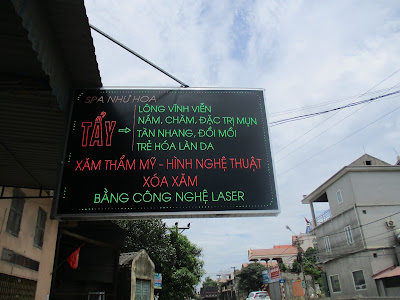 SPA NHƯ HOA
TẨY
LÔNG VĨNH VIỄN
NÁM, CHÂM, ĐẶC TRỊ MỤN
TÀN NHANG, ĐỒI MỒI
TRẺ HÓA LÀN DA
XĂM THẨM MỸ - HÌNH NGHỆ THUẬT
XÓA XĂM
BẰNG CÔNG NGHỆ LASER